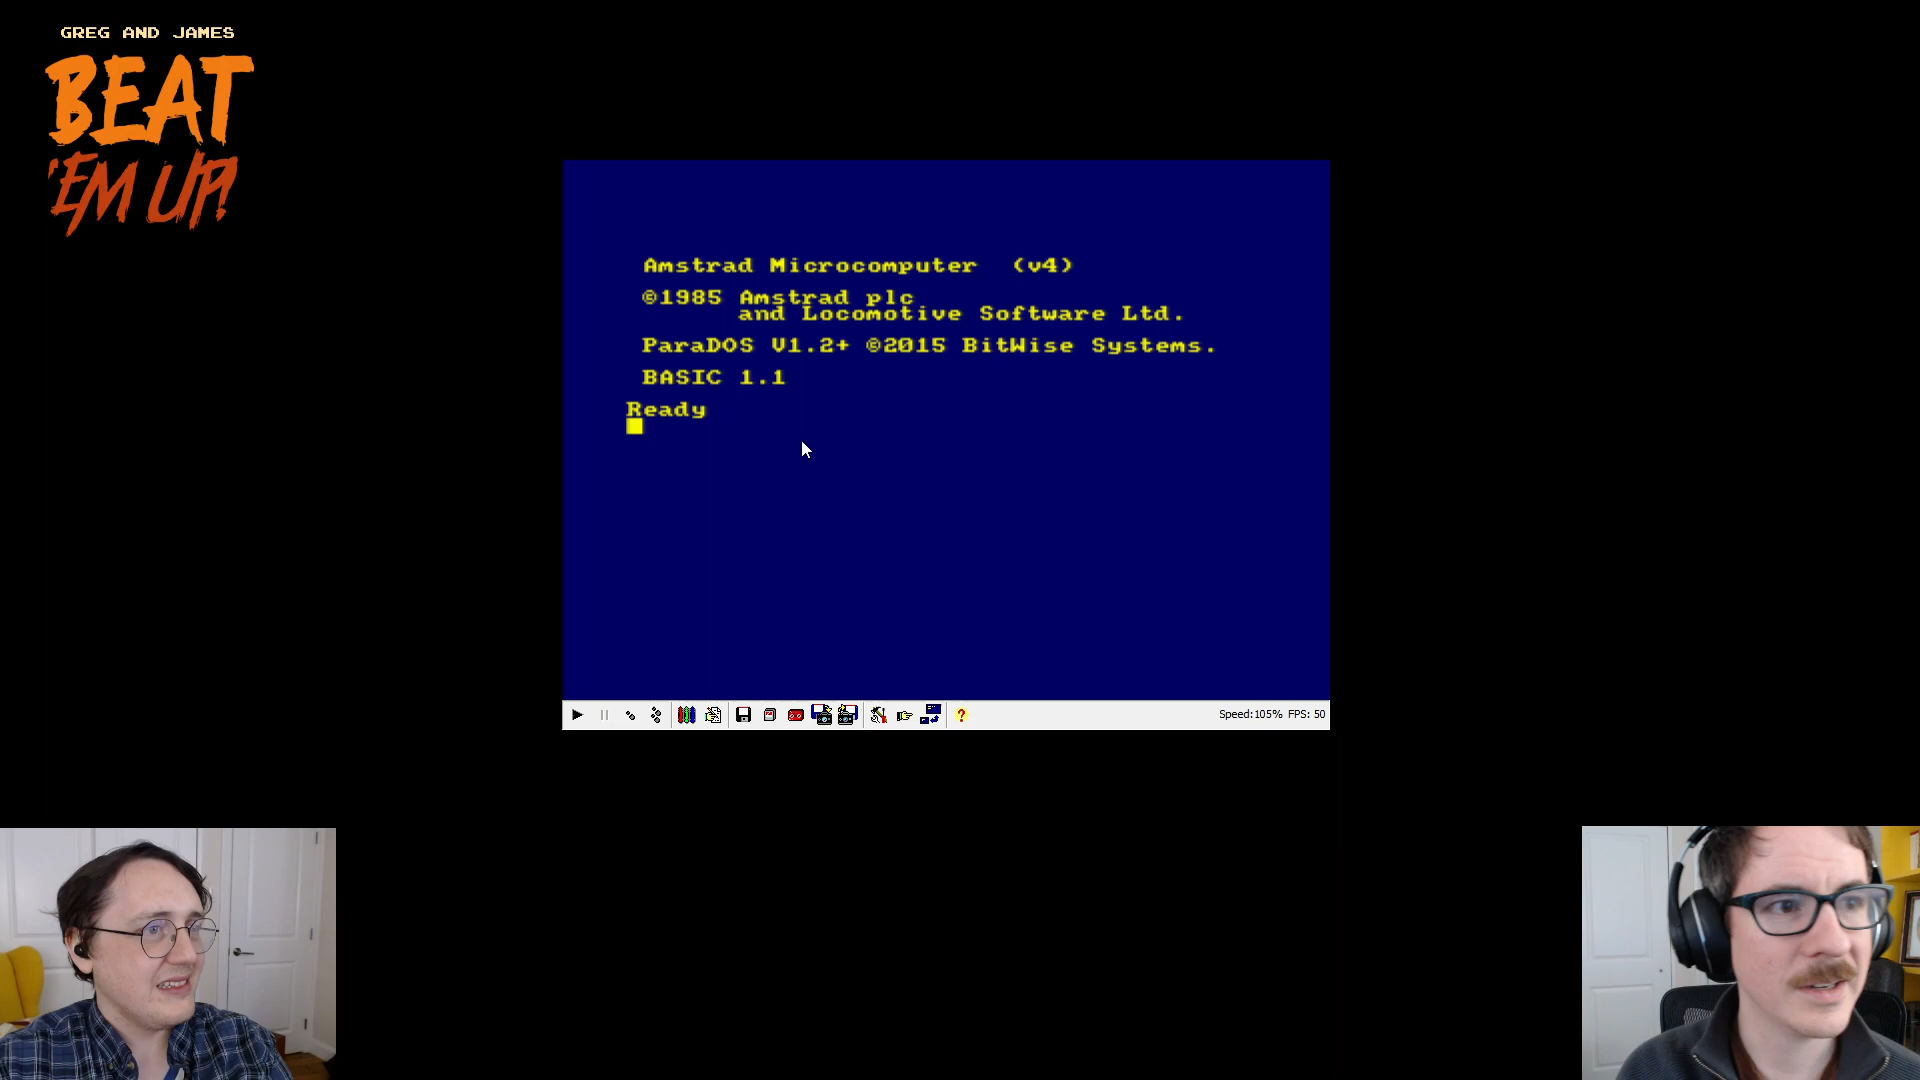 GREG AND JAMES
BEAT
'EM UP!
Amstrad Microcomputer (v4)
©1985 Amstrad plc
and Locomotive Software Ltd.
ParaDOS V1.2+ ©2015 BitWise Systems.
BASIC 1.1
Ready
Speed:105% FPS: 50